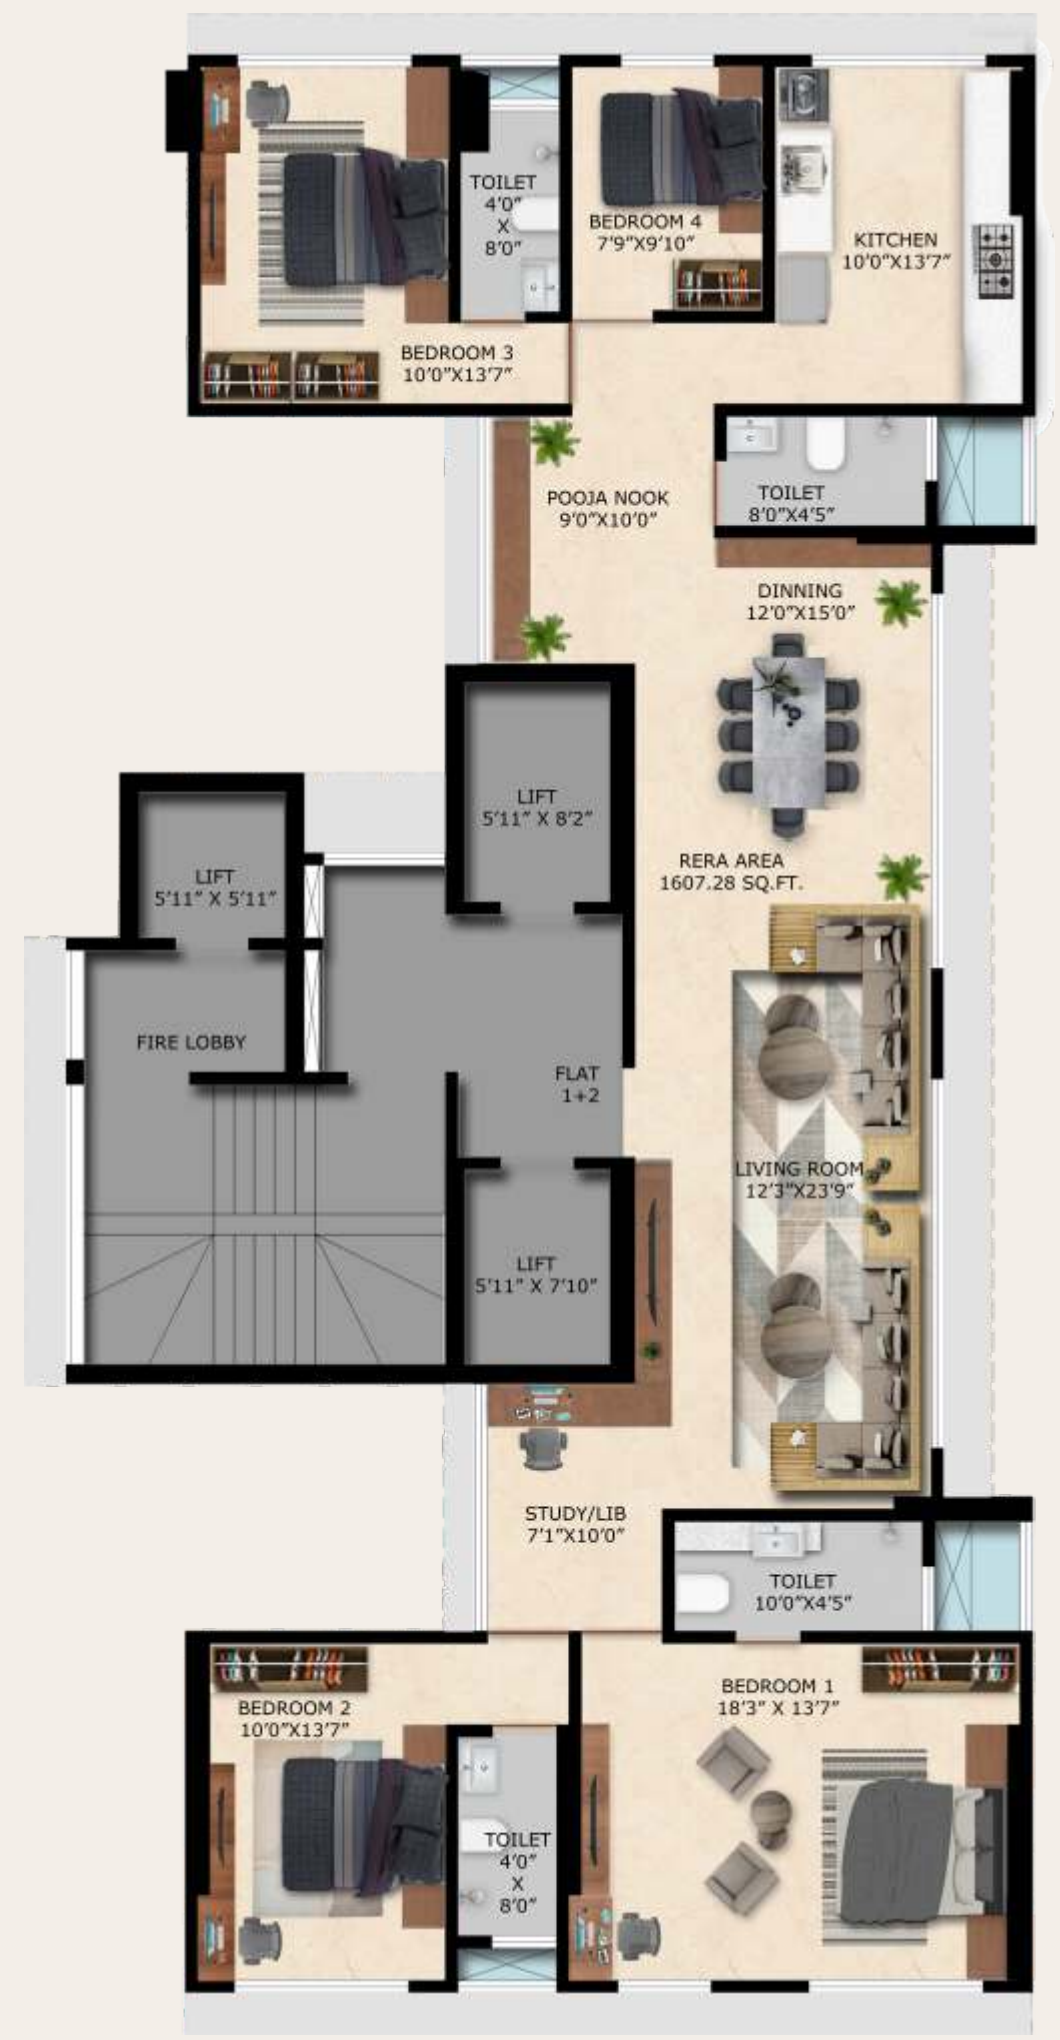 TOILET
4'0"
X
8'0"
BEDROOM 4
7'9"X9'10"
KITCHEN
10'0"X13'7"
BEDROOM 3
10'0"X13'7"
POOJA NOOK
9'0"X10'0"
TOILET
8'0"X4'5"
DINNING
12'0"X15'0"
LIFT
5'11" X 8'2"
RERA AREA
1607.28 SQ.FT.
LIFT
5'11" X 5'11"
FIRE LOBBY
FLAT
1+2
LIVING ROOM
12'3"X23'9"
LIFT
5'11" X 7'10"
STUDY/LIB
7'1"X10'0"
TOILET
10'0"X4'5"
BEDROOM 2
10'0"X13'7"
BEDROOM 1
18'3" X 13'7"
TOILET
4'0"
X
8'0"